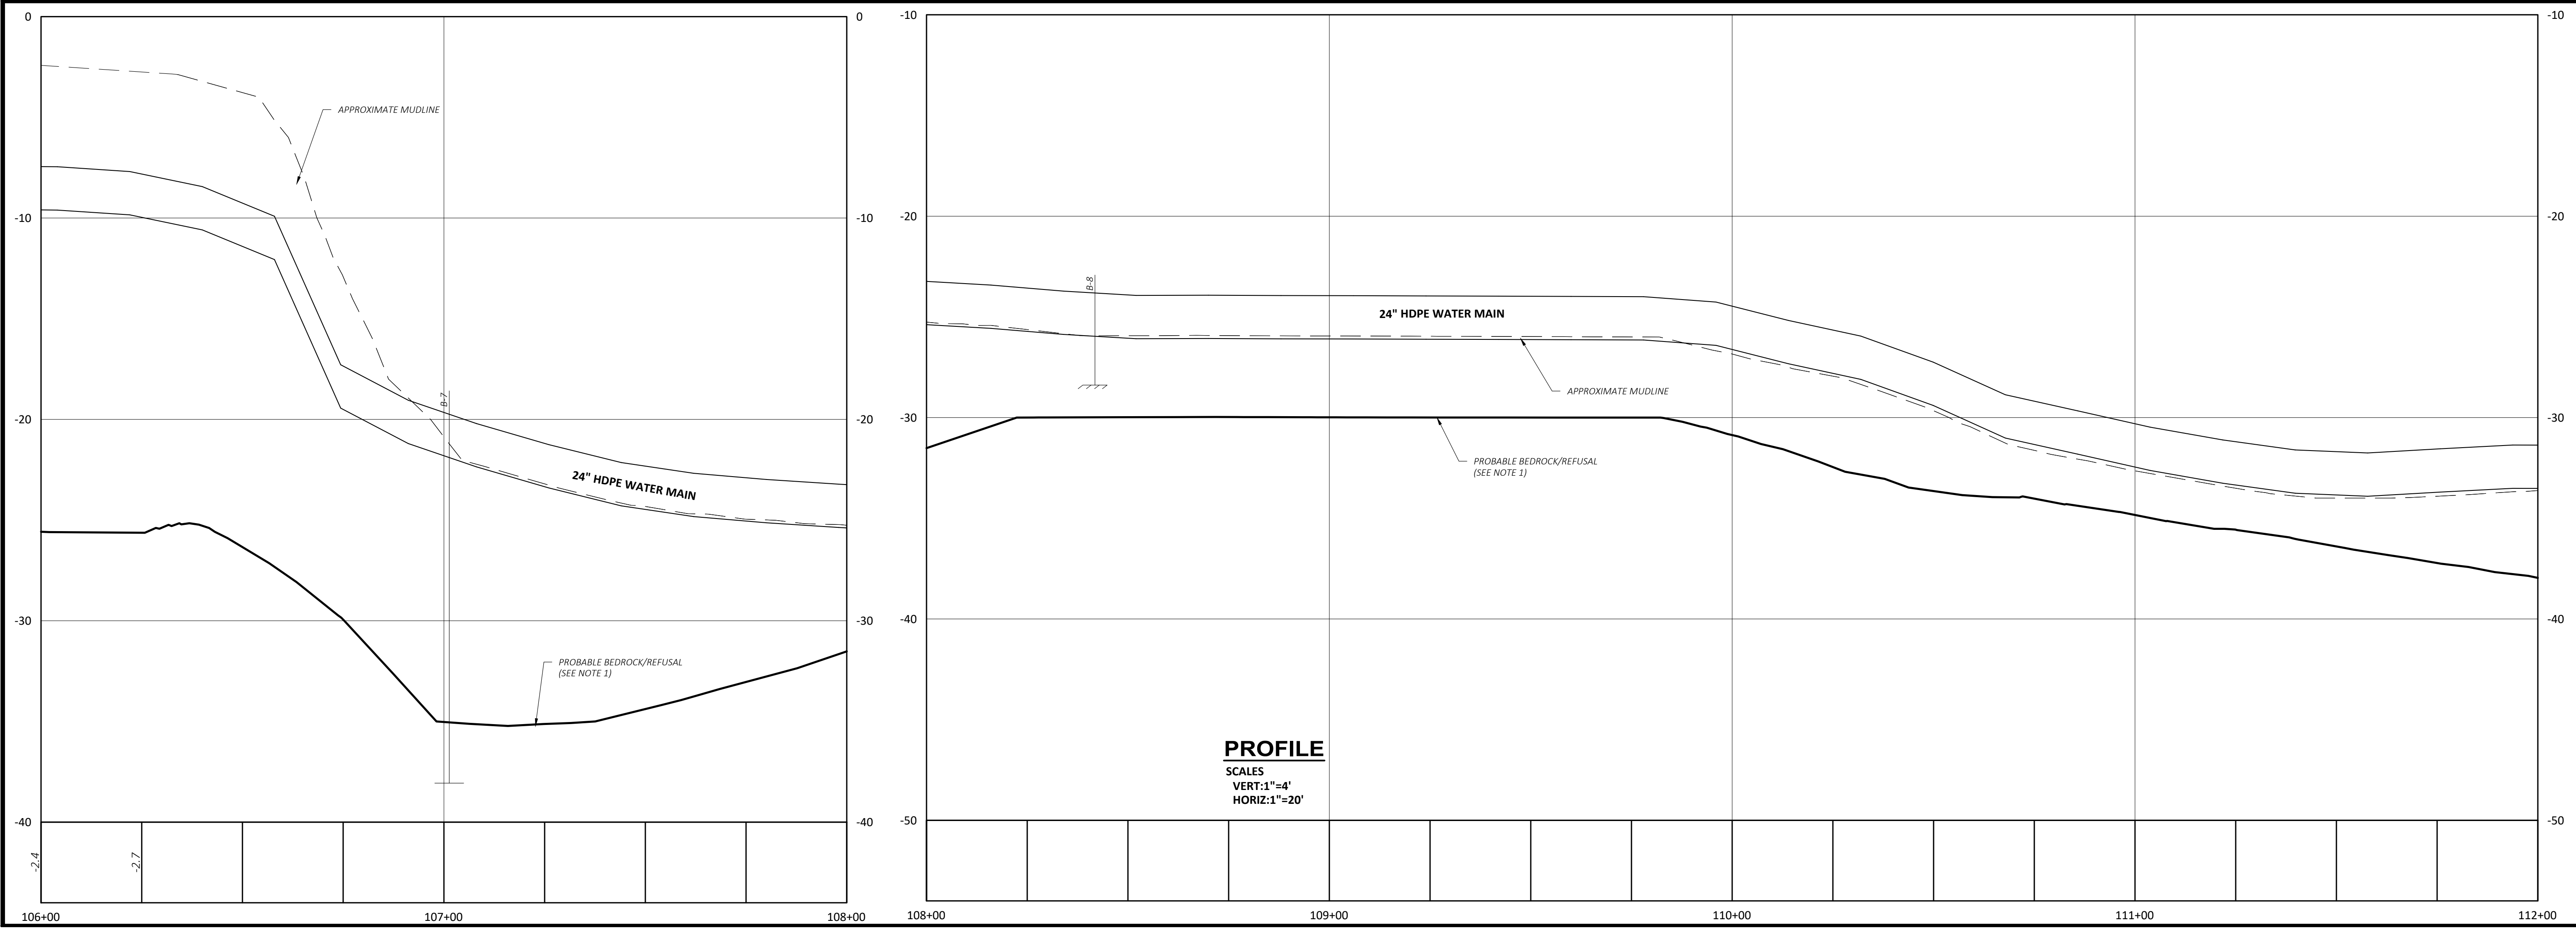 0
0
APPROXIMATE MUDLINE
-10
-10
B-7
-20
-20
24" HDPE WATER MAIN
-30
-30
PROBABLE BEDROCK/REFUSAL
(SEE NOTE 1)
-40
-40
-2.4
-2.7
106+00
107+00
108+00
-10
-10
-20
-20
B-8
24" HDPE WATER MAIN
APPROXIMATE MUDLINE
-30
-30
PROBABLE BEDROCK/REFUSAL
(SEE NOTE 1)
-40
-40
PROFILE
SCALES
VERT:1"=4'
HORIZ:1"=20'
-50
-50
108+00
109+00
110+00
111+00
112+00